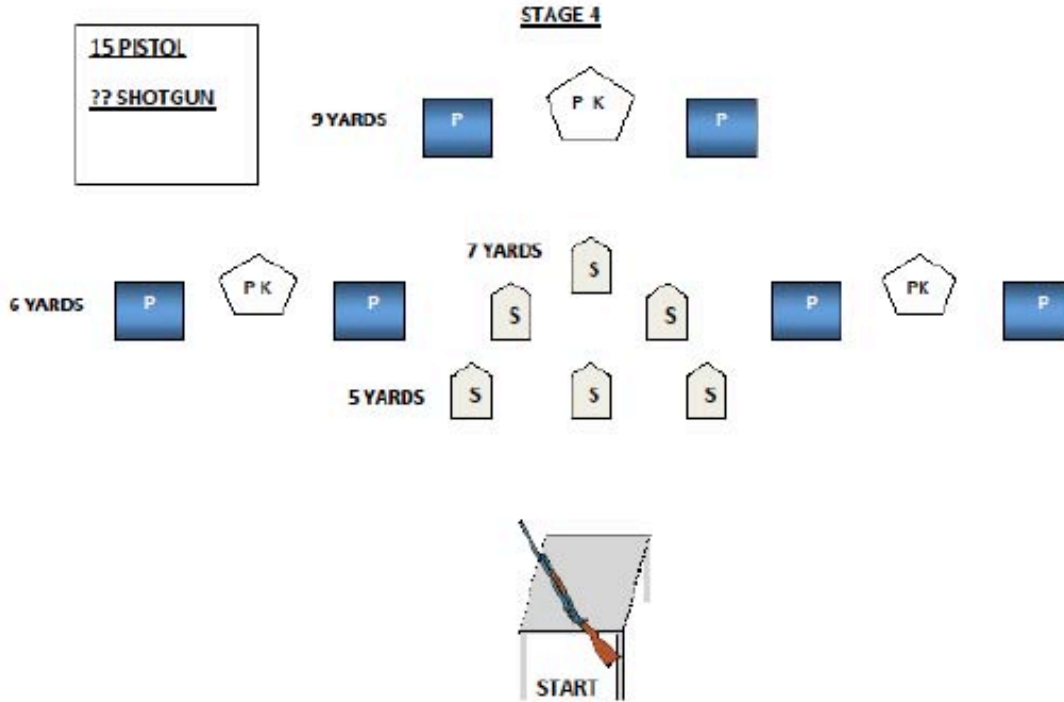 STAGE 4
15 PISTOL
?? SHOTGUN
9 YARDS
P
P K
P
7 YARDS
S
6 YARDS
P
P K
P
S
S
P
PK
P
5 YARDS
S
S
S
START